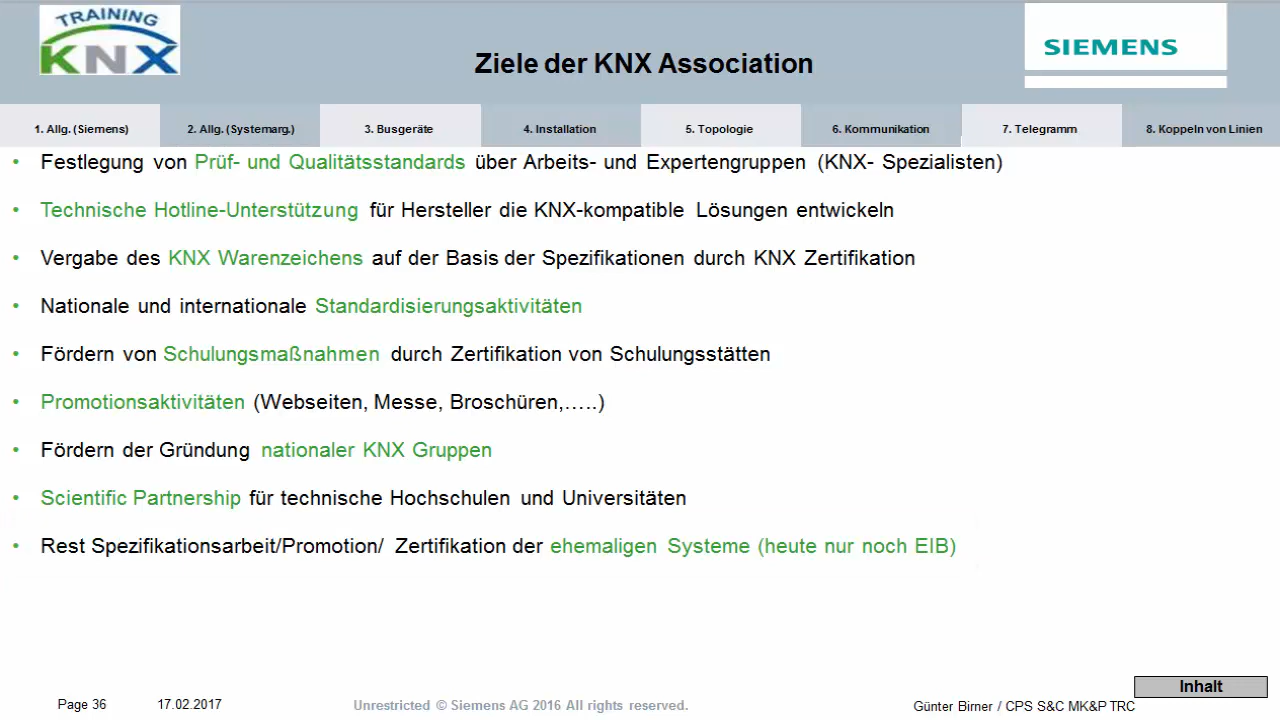 TRAINING
KNX
Ziele der KNX Association
SIEMENS
1. Allg. (Siemens)
2. Allg. (Systemarg.)
3. Busgeräte
4. Installation
5. Topologie
6. Kommunikation
7. Telegramm
8. Koppeln von Linien
• Festlegung von Prüf- und Qualitätsstandards über Arbeits- und Expertengruppen (KNX- Spezialisten)
• Technische Hotline-Unterstützung für Hersteller die KNX-kompatible Lösungen entwickeln
• Vergabe des KNX Warenzeichens auf der Basis der Spezifikationen durch KNX Zertifikation
• Nationale und internationale Standardisierungsaktivitäten
• Fördern von Schulungsmaßnahmen durch Zertifikation von Schulungsstätten
• Promotionsaktivitäten (Webseiten, Messe, Broschüren,.....)
• Fördern der Gründung nationaler KNX Gruppen
• Scientific Partnership für technische Hochschulen und Universitäten
• Rest Spezifikationsarbeit/Promotion/ Zertifikation der ehemaligen Systeme (heute nur noch EIB)
Inhalt
Page 36
17.02.2017
Unrestricted © Siemens AG 2016 All rights reserved.
Günter Birner / CPS S&C MK&P TRC